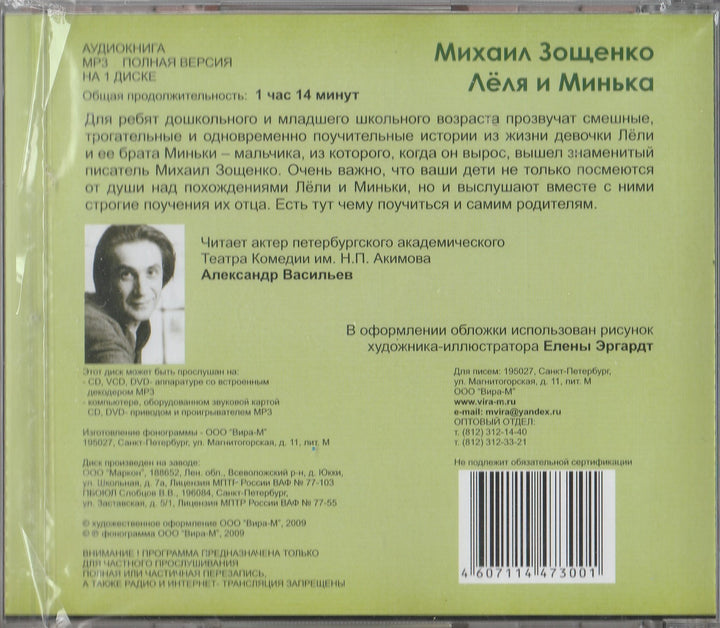 АУДИОКНИГА
MP3 ПОЛНАЯ ВЕРСИЯ
НА 1 ДИСКЕ
Общая продолжительность: 1 час 14 минут
Михаил Зощенко
Лёля и Минька
Для ребят дошкольного и младшего школьного возраста прозвучат смешные,
трогательные и одновременно поучительные истории из жизни девочки Лёли
и ее брата Миньки – мальчика, из которого, когда он вырос, вышел знаменитый
писатель Михаил Зощенко. Очень важно, что ваши дети не только посмеются
от души над похождениями Лёли и Миньки, но и выслушают вместе с ними
строгие поучения их отца. Есть тут чему поучиться и самим родителям.
Читает актер петербургского академического
Театра Комедии им. Н.П. Акимова
Александр Васильев
В оформлении обложки использован рисунок
художника-иллюстратора Елены Эргардт
Этот диск может быть прослушан на:
- CD, VCD, DVD- аппаратуре со встроенным
декодером MP3
- компьютере, оборудованном звуковой картой
CD, DVD- приводом и проигрывателем MP3
Изготовление фонограммы - ООО "Вира-М"
195027, Санкт-Петербург, ул. Магнитогорская, д. 11, лит. М
Диск произведен на заводе:
ООО "Маркон", 188652, Лен. обл., Всеволожский р-н, д. Юкки,
ул. Школьная, д. 7а, Лицензия МПТР России ВАФ № 77-103
ПБОЮЛ Слобцов В.В., 196084, Санкт-Петербург,
ул. Заставская, д. 5/1, Лицензия МПТР России ВАФ № 77-55
© художественное оформление ООО "Вира-М", 2009
© ℗ фонограмма ООО "Вира-М", 2009
ВНИМАНИЕ ! ПРОГРАММА ПРЕДНАЗНАЧЕНА ТОЛЬКО
ДЛЯ ЧАСТНОГО ПРОСЛУШИВАНИЯ
ПОЛНАЯ ИЛИ ЧАСТИЧНАЯ ПЕРЕЗАПИСЬ,
А ТАКЖЕ РАДИО И ИНТЕРНЕТ- ТРАНСЛЯЦИЯ ЗАПРЕЩЕНЫ
Для писем: 195027, Санкт-Петербург,
ул. Магнитогорская, д. 11, лит. М
ООО "Вира-М"
www.vira-m.ru
e-mail: mvira@yandex.ru
ОПТОВЫЙ ОТДЕЛ:
т. (812) 312-14-40
т. (812) 312-33-21
Не подлежит обязательной сертификации
4 607114 473001